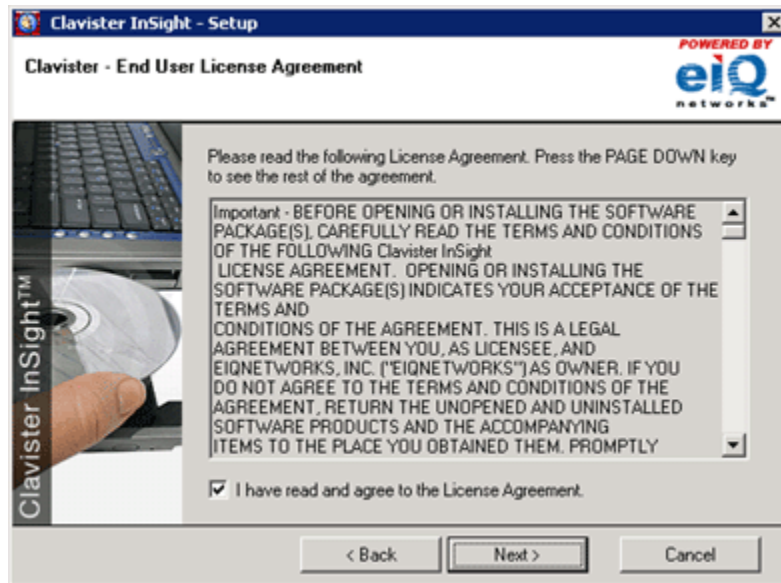 Clavister InSight - Setup
Clavister - End User License Agreement
POWERED BY
eiQ
networks™
Please read the following License Agreement. Press the PAGE DOWN key
to see the rest of the agreement.
Important - BEFORE OPENING OR INSTALLING THE SOFTWARE
PACKAGE(S), CAREFULLY READ THE TERMS AND CONDITIONS
OF THE FOLLOWING Clavister InSight
LICENSE AGREEMENT.  OPENING OR INSTALLING THE
SOFTWARE PACKAGE(S) INDICATES YOUR ACCEPTANCE OF THE
TERMS AND
CONDITIONS OF THE AGREEMENT. THIS IS A LEGAL
AGREEMENT BETWEEN YOU, AS LICENSEE, AND
EIQNETWORKS, INC. ("EIQNETWORKS") AS OWNER. IF YOU
DO NOT AGREE TO THE TERMS AND CONDITIONS OF THE
AGREEMENT, RETURN THE UNOPENED AND UNINSTALLED
SOFTWARE PRODUCTS AND THE ACCOMPANYING
ITEMS TO THE PLACE YOU OBTAINED THEM. PROMPTLY
Clavister InSight™
I have read and agree to the License Agreement.
< Back
Next >
Cancel